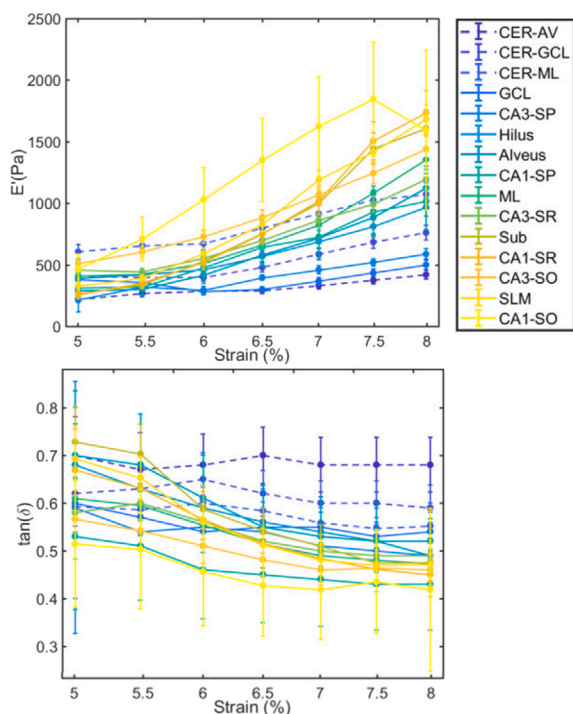 2500
2000
1500
1000
500
0
E'(Pa)
5
5.5
6
6.5
7
7.5
8
Strain (%)
CER-AV
CER-GCL
CER-ML
GCL
CA3-SP
Hilus
Alveus
CA1-SP
ML
CA3-SR
Sub
CA1-SR
CA3-SO
SLM
CA1-SO
0.8
0.7
0.6
0.5
0.4
0.3
tan(δ)
5
5.5
6
6.5
7
7.5
8
Strain (%)